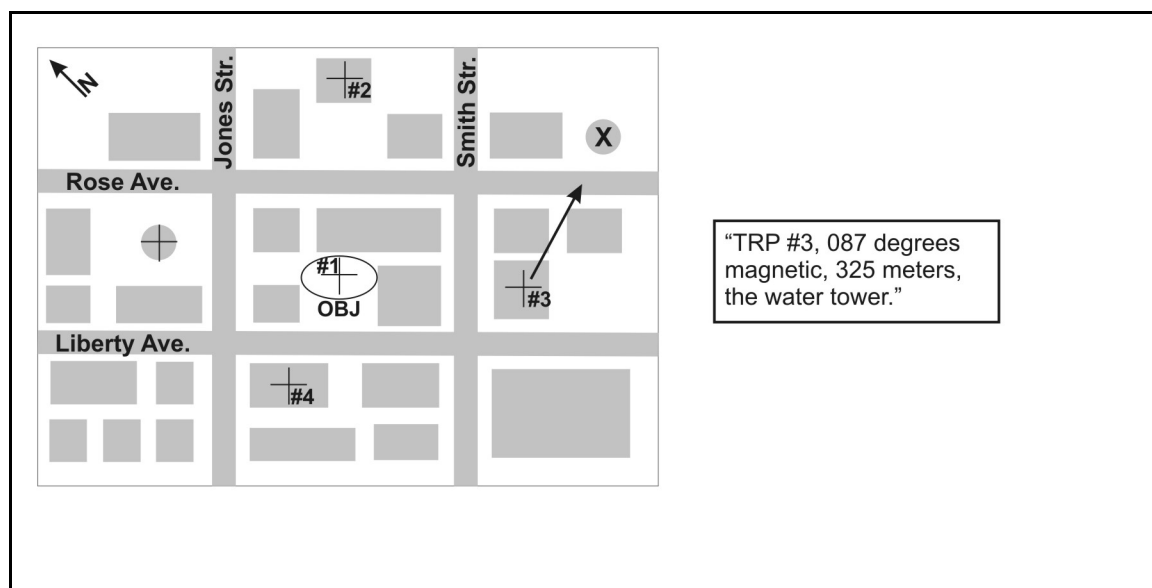 N
Jones Str.
Smith Str.
#2
X
Rose Ave.
#1
OBJ
#3
Liberty Ave.
#4
“TRP #3, 087 degrees
magnetic, 325 meters,
the water tower.”